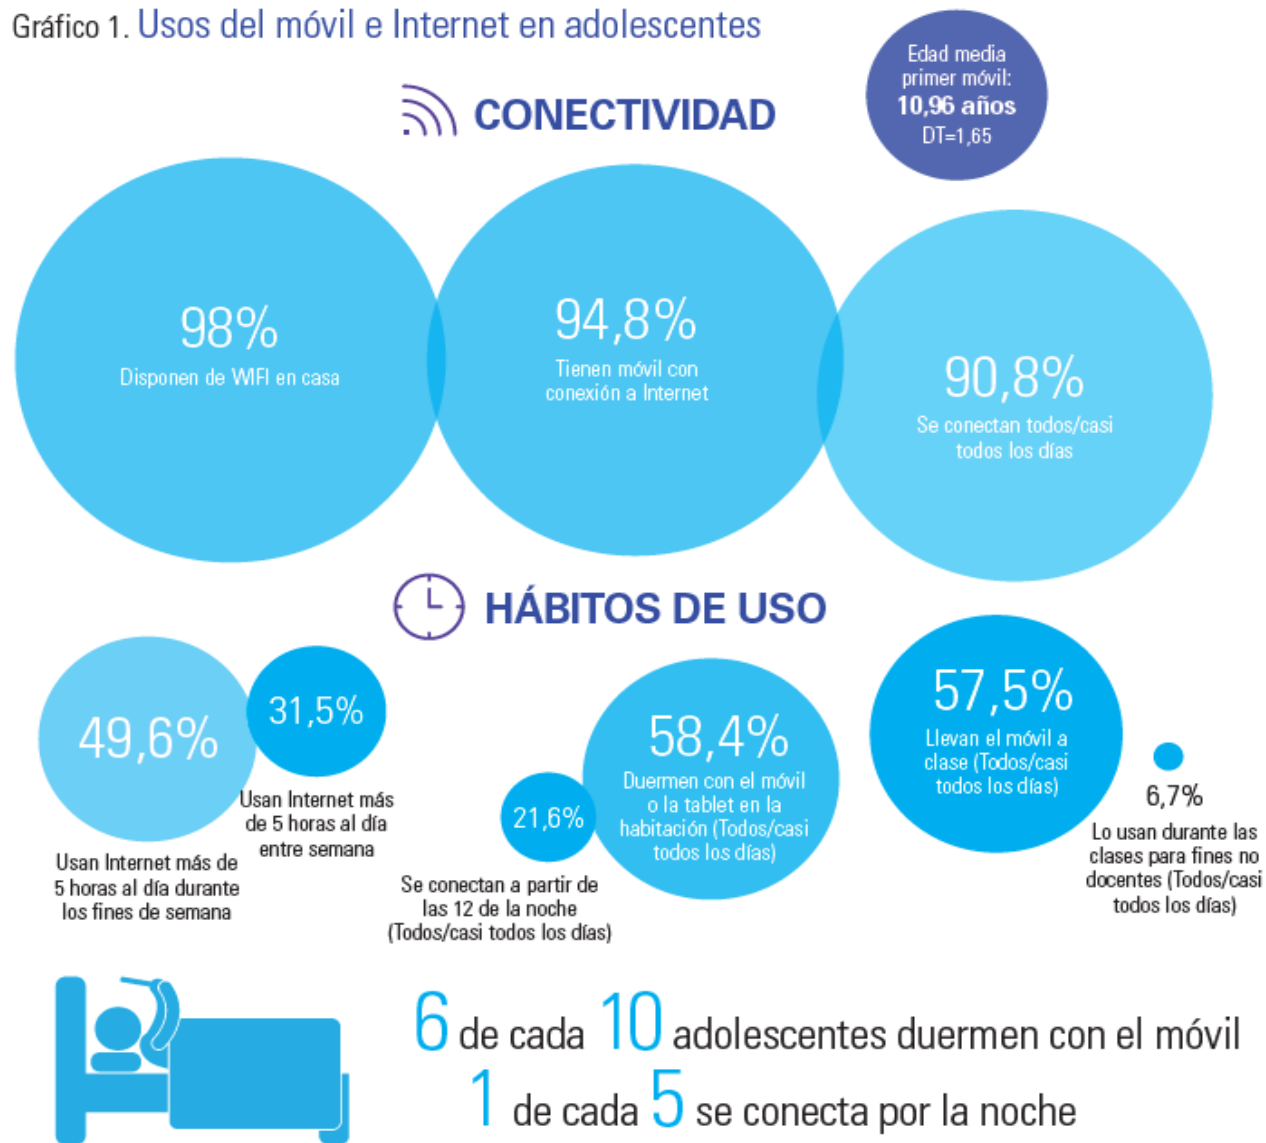 Gráfico 1. Usos del móvil e Internet en adolescentes
Edad media
primer móvil:
10,96 años
DT=1,65
CONECTIVIDAD
98%
Disponen de WIFI en casa
94,8%
Tienen móvil con
conexión a Internet
90,8%
Se conectan todos/casi
todos los días
HÁBITOS DE USO
49,6%
Usan Internet más de
5 horas al día durante
los fines de semana
31,5%
Usan Internet más
de 5 horas al día
entre semana
21,6%
Se conectan a partir de
las 12 de la noche
(Todos/casi todos los días)
58,4%
Duermen con el móvil
o la tablet en la
habitación (Todos/casi
todos los días)
57,5%
Llevan el móvil a
clase (Todos/casi
todos los días)
6,7%
Lo usan durante las
clases para fines no
docentes (Todos/casi
todos los días)
6 de cada 10 adolescentes duermen con el móvil
1 de cada 5 se conecta por la noche